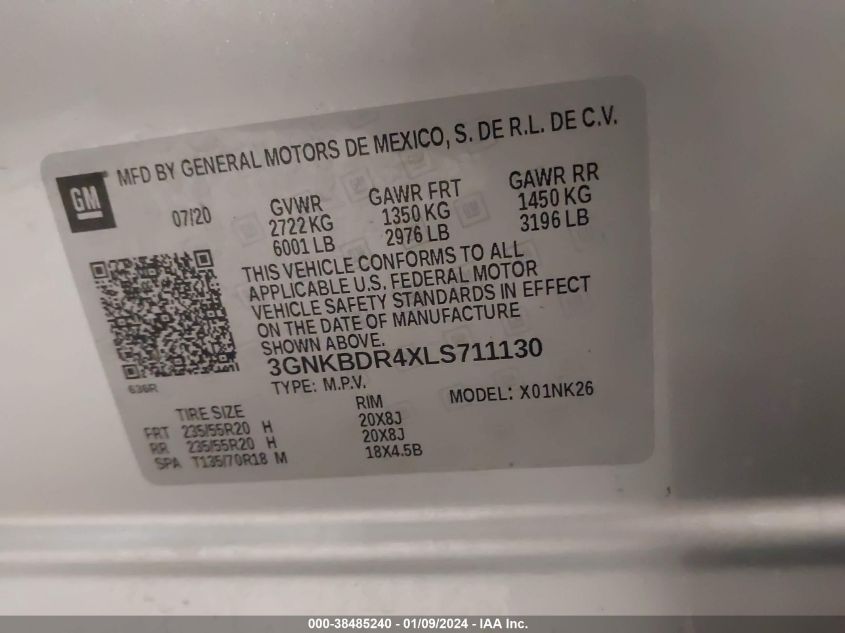 GM
MFD BY GENERAL MOTORS DE MEXICO, S. DE R.L. DE C.V.
07/20
GVWR
2722 KG
6001 LB
GAWR FRT
1350 KG
2976 LB
GAWR RR
1450 KG
3196 LB
THIS VEHICLE CONFORMS TO ALL
APPLICABLE U.S. FEDERAL MOTOR
VEHICLE SAFETY STANDARDS IN EFFECT
ON THE DATE OF MANUFACTURE
SHOWN ABOVE.
3GNKBDR4XLS711130
636R
TYPE: M.P.V.
MODEL: X01NK26
TIRE SIZE RIM
FRT 235/55R20 H 20X8J
RR 235/55R20 H 20X8J
SPA T135/70R18 M 18X4.5B
000-38485240 - 01/09/2024 - IAA Inc.